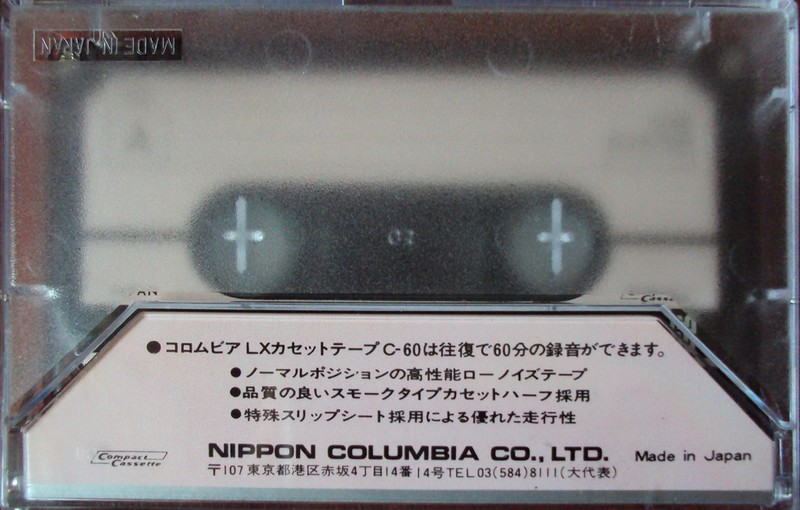 MADE IN JAPAN
●コロムビア LXカセットテープ C-60は往復で60分の録音ができます。
●ノーマルポジションの高性能ローノイズテープ
●品質の良いスモークタイプカセットハーフ採用
●特殊スリップシート採用による優れた走行性
Compact Cassette
NIPPON COLUMBIA CO., LTD. Made in Japan
〒107 東京都港区赤坂4丁目14番14号TEL03(584)8111(大代表)